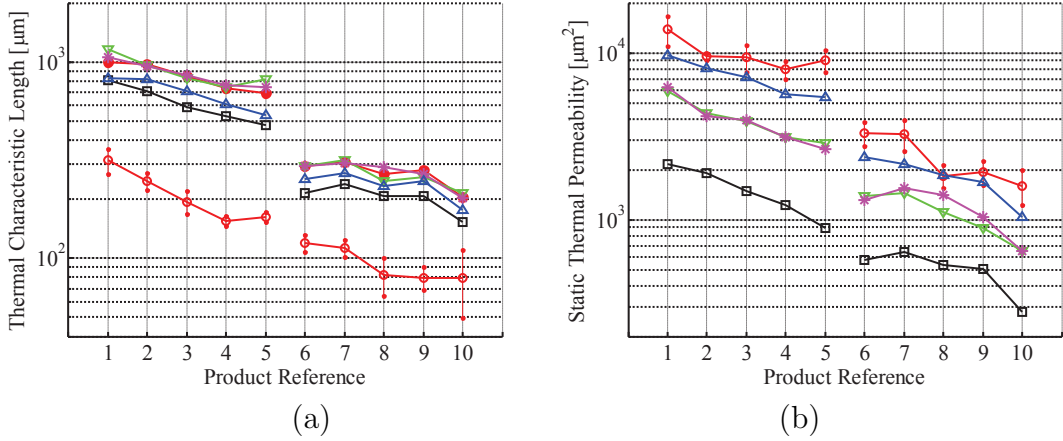 Thermal Characteristic Length [μm]
10³
10²
1 2 3 4 5 6 7 8 9 10
Product Reference
(a)
Static Thermal Permeability [μm²]
10⁴
10³
1 2 3 4 5 6 7 8 9 10
Product Reference
(b)